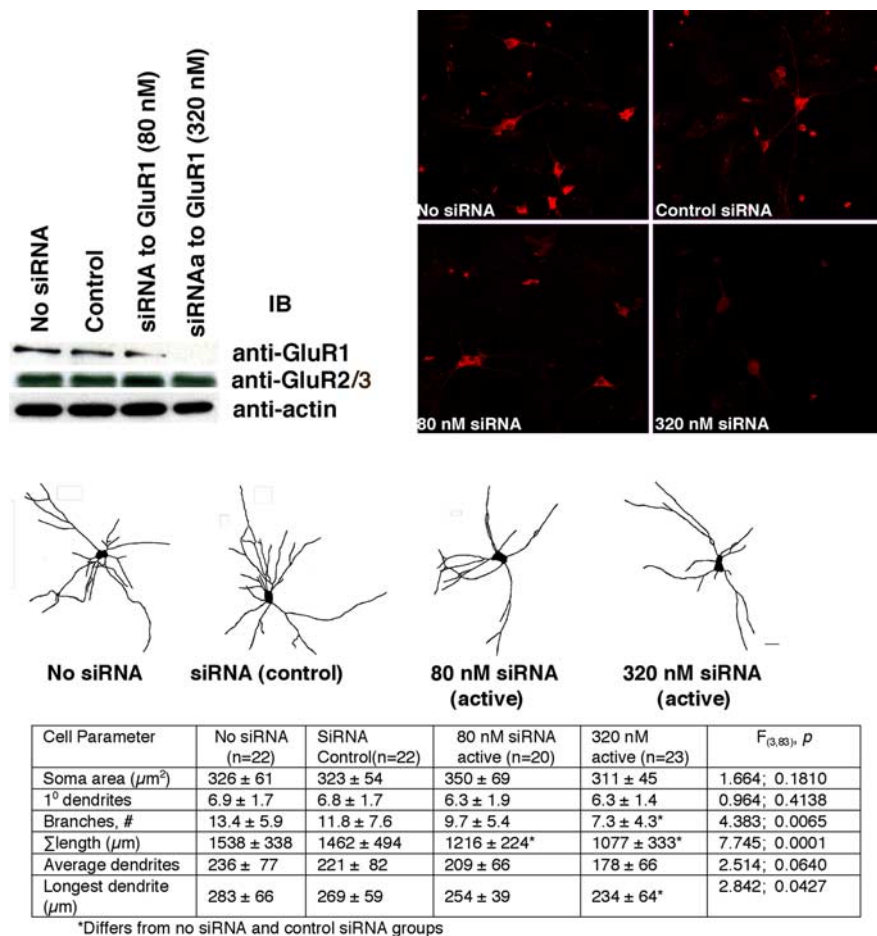 No siRNA
Control
siRNA to GluR1 (80 nM)
siRNAa to GluR1 (320 nM)
IB
anti-GluR1
anti-GluR2/3
anti-actin
No siRNA
Control siRNA
80 nM siRNA
320 nM siRNA
No siRNA
siRNA (control)
80 nM siRNA
(active)
320 nM siRNA
(active)
Cell Parameter No siRNA (n=22) SiRNA Control(n=22) 80 nM siRNA active (n=20) 320 nM active (n=23) F(3,83), p
Soma area (µm²) 326 ± 61 323 ± 54 350 ± 69 311 ± 45 1.664; 0.1810
1⁰ dendrites 6.9 ± 1.7 6.8 ± 1.7 6.3 ± 1.9 6.3 ± 1.4 0.964; 0.4138
Branches, # 13.4 ± 5.9 11.8 ± 7.6 9.7 ± 5.4 7.3 ± 4.3* 4.383; 0.0065
∑length (µm) 1538 ± 338 1462 ± 494 1216 ± 224* 1077 ± 333* 7.745; 0.0001
Average dendrites 236 ± 77 221 ± 82 209 ± 66 178 ± 66 2.514; 0.0640
Longest dendrite (µm) 283 ± 66 269 ± 59 254 ± 39 234 ± 64* 2.842; 0.0427
*Differs from no siRNA and control siRNA groups